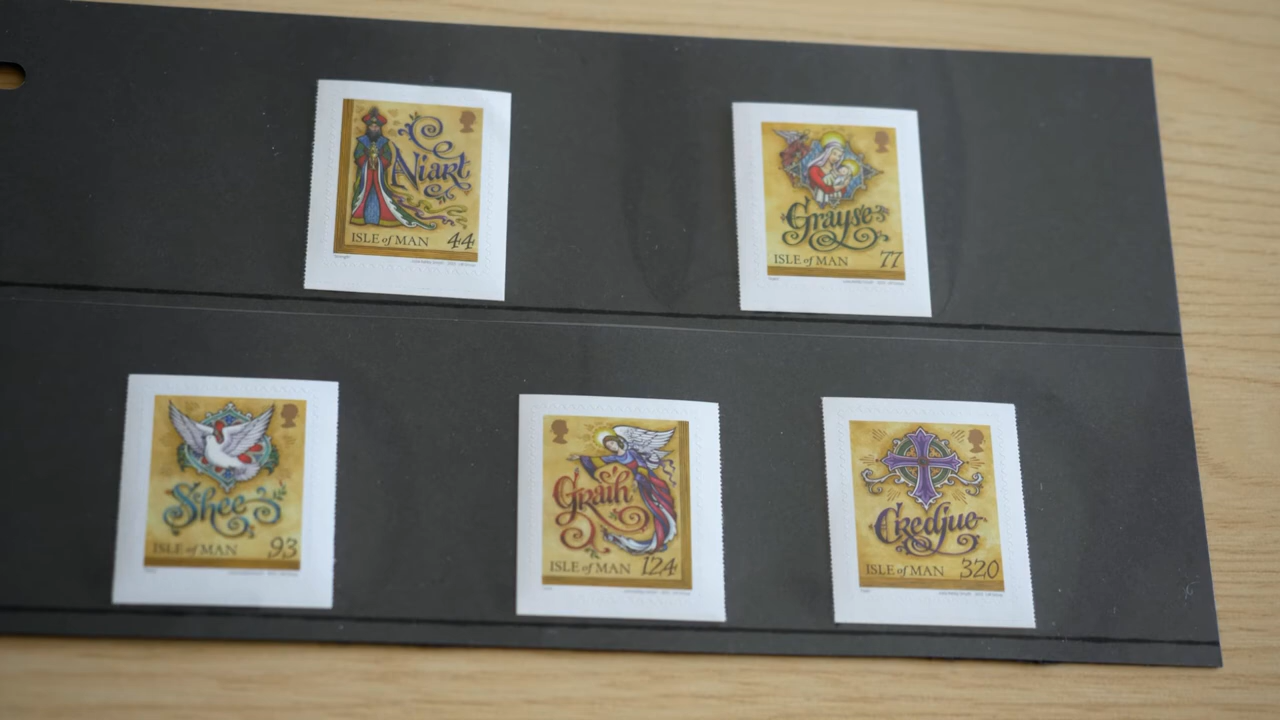 Niart
ISLE of MAN 44
Grayse
ISLE of MAN 77
Shee
ISLE of MAN 93
Graih
ISLE of MAN 124
Credjue
ISLE of MAN 320